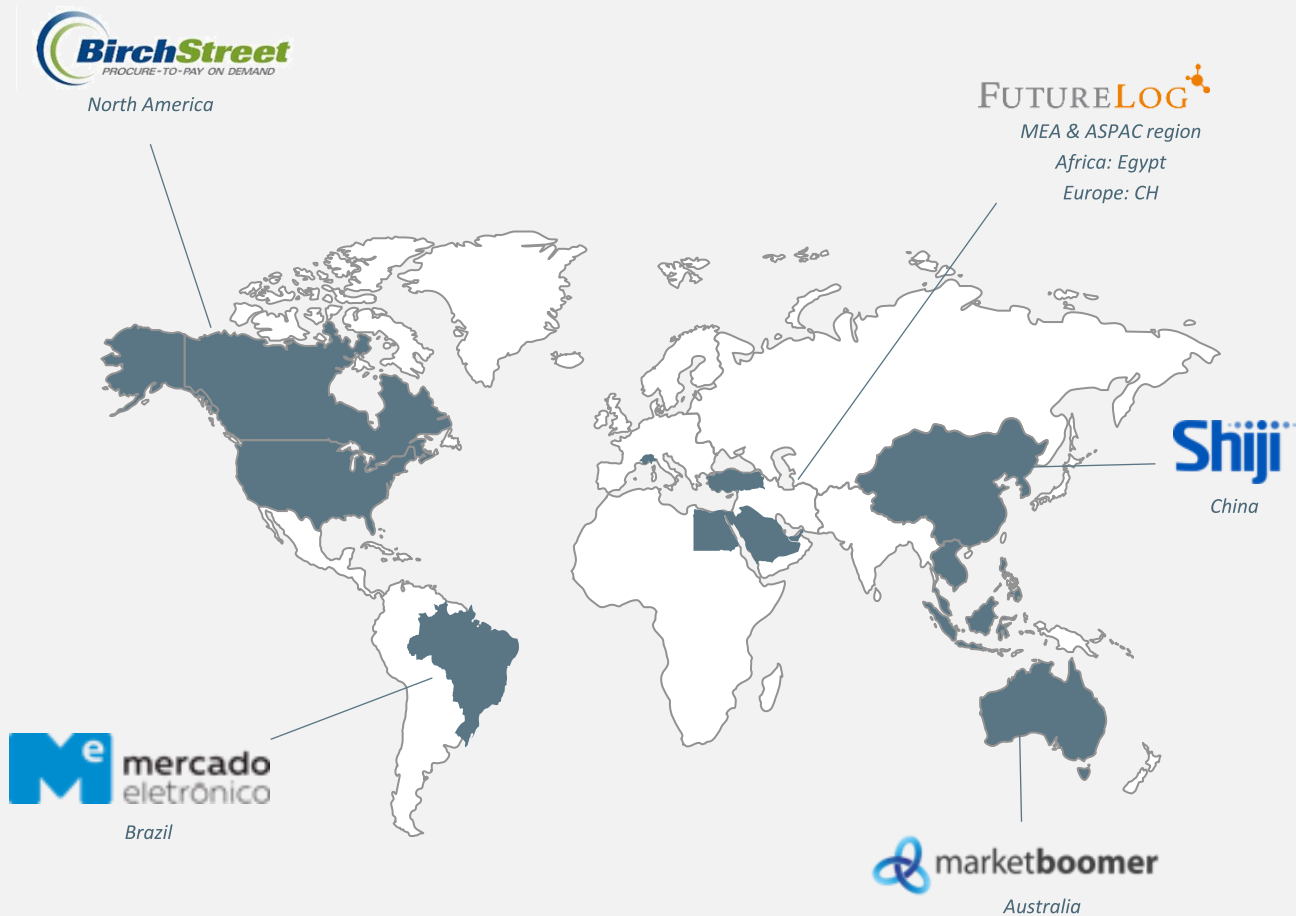 BirchStreet
PROCURE-TO-PAY ON DEMAND
North America
FUTURELOG
MEA & ASPAC region
Africa: Egypt
Europe: CH
Shiji
China
Me mercado
eletrônico
Brazil
marketboomer
Australia